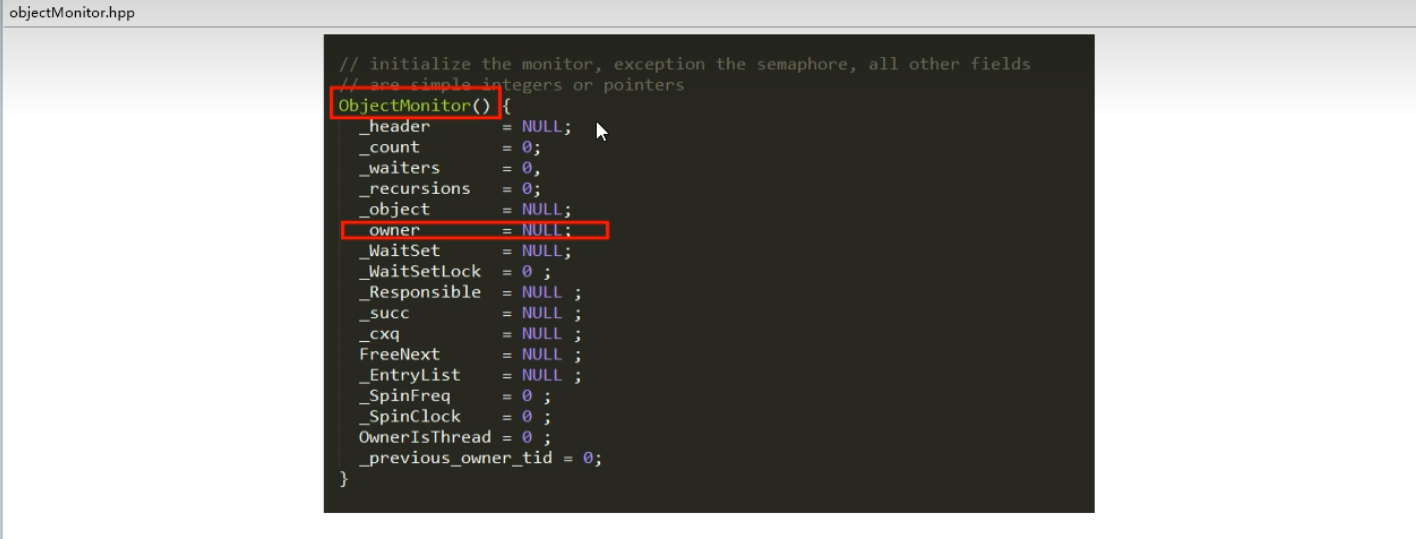 objectMonitor.hpp
// initialize the monitor, exception the semaphore, all other fields
// are simple integers or pointers
ObjectMonitor() {
_header = NULL;
_count = 0;
_waiters = 0,
_recursions = 0;
_object = NULL;
_owner = NULL;
_WaitSet = NULL;
_WaitSetLock = 0 ;
_Responsible = NULL ;
_succ = NULL ;
_cxq = NULL ;
FreeNext = NULL ;
_EntryList = NULL ;
_SpinFreq = 0 ;
_SpinClock = 0 ;
OwnerIsThread = 0 ;
_previous_owner_tid = 0;
}